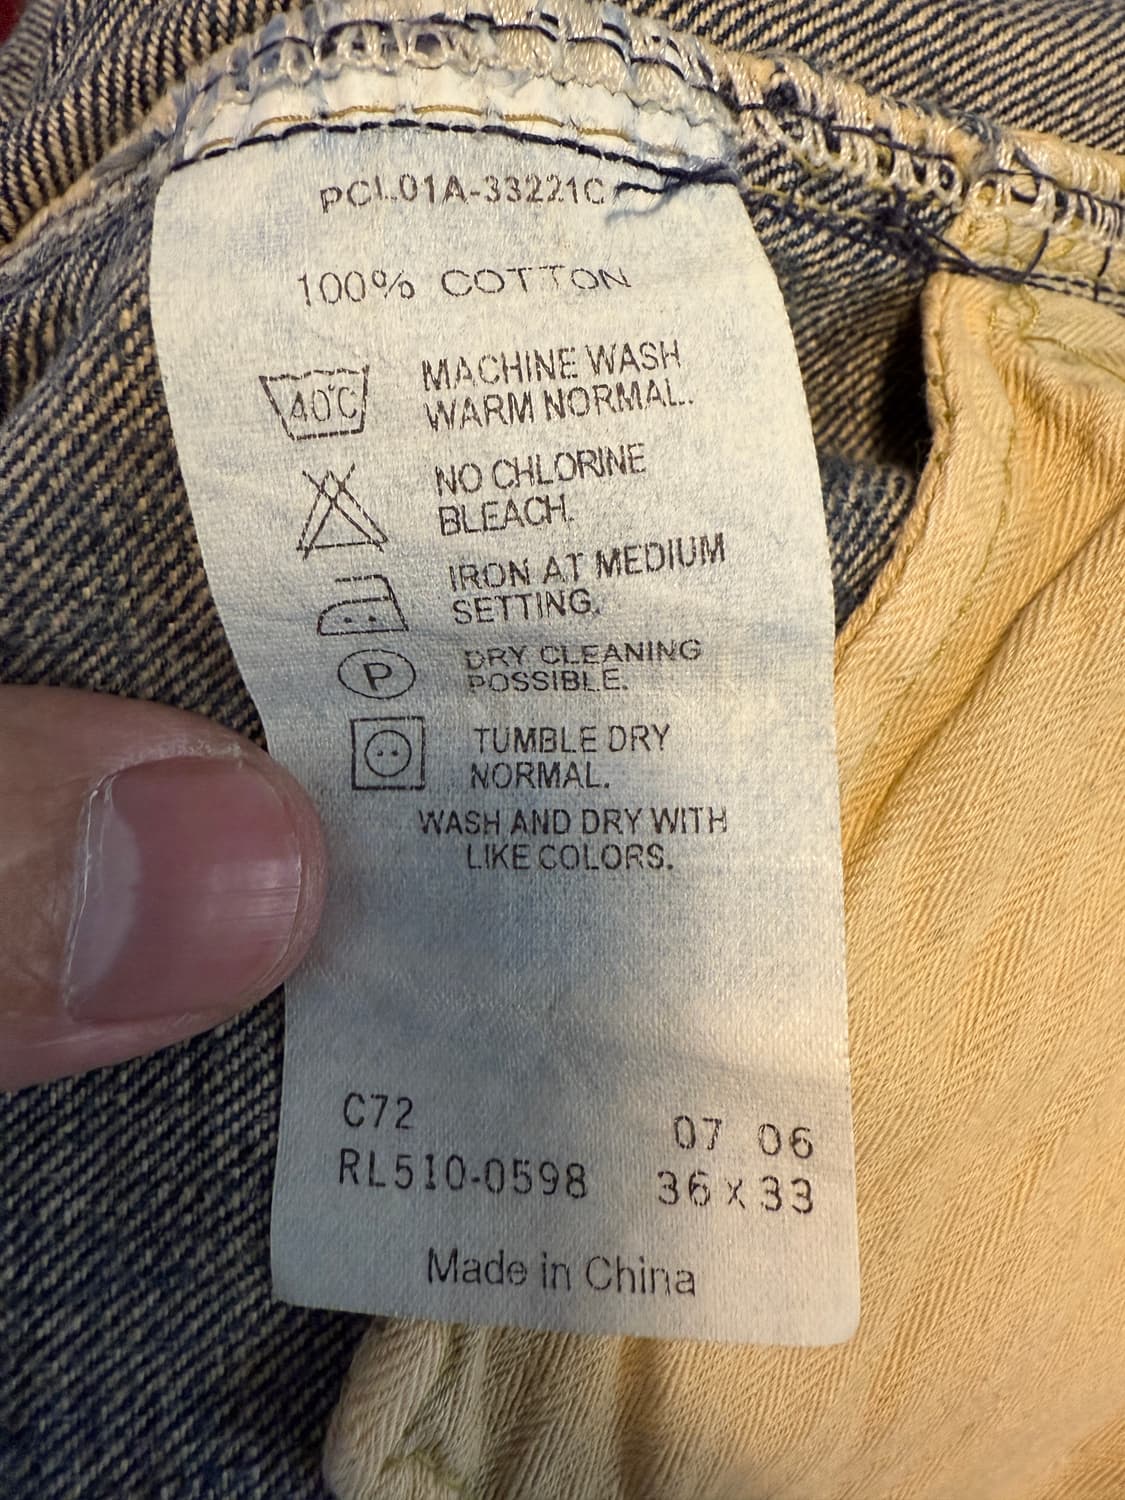 PCL01A-33221C
100% COTTON
40°C
MACHINE WASH
WARM NORMAL.
NO CHLORINE
BLEACH.
IRON AT MEDIUM
SETTING.
P
DRY CLEANING
POSSIBLE.
TUMBLE DRY
NORMAL.
WASH AND DRY WITH
LIKE COLORS.
C72
07 06
RL510-0598
36 x 33
Made in China